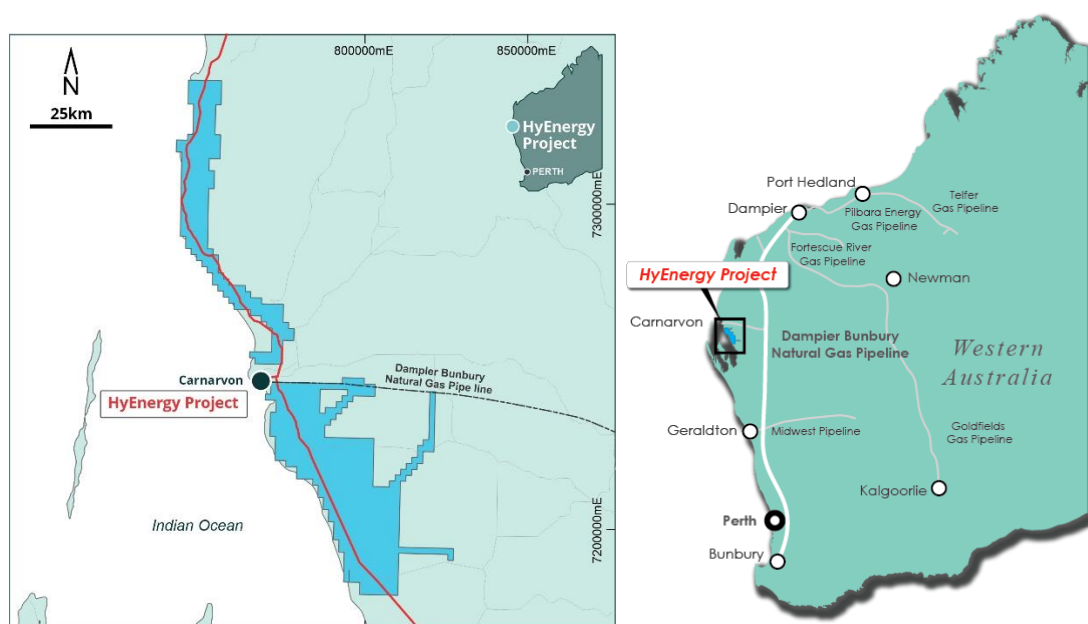 800000mE
850000mE
N
25km
HyEnergy
Project
PERTH
7300000mE
Carnarvon
Dampier Bunbury
Natural Gas Pipe line
HyEnergy Project
Indian Ocean
7200000mE
Port Hedland
Dampier
Telfer
Gas Pipeline
Pilbara Energy
Gas Pipeline
Fortescue River
Gas Pipeline
HyEnergy Project
Newman
Carnarvon
Dampier Bunbury
Natural Gas Pipeline
Western
Australia
Geraldton
Midwest Pipeline
Goldfields
Gas Pipeline
Kalgoorlie
Perth
Bunbury